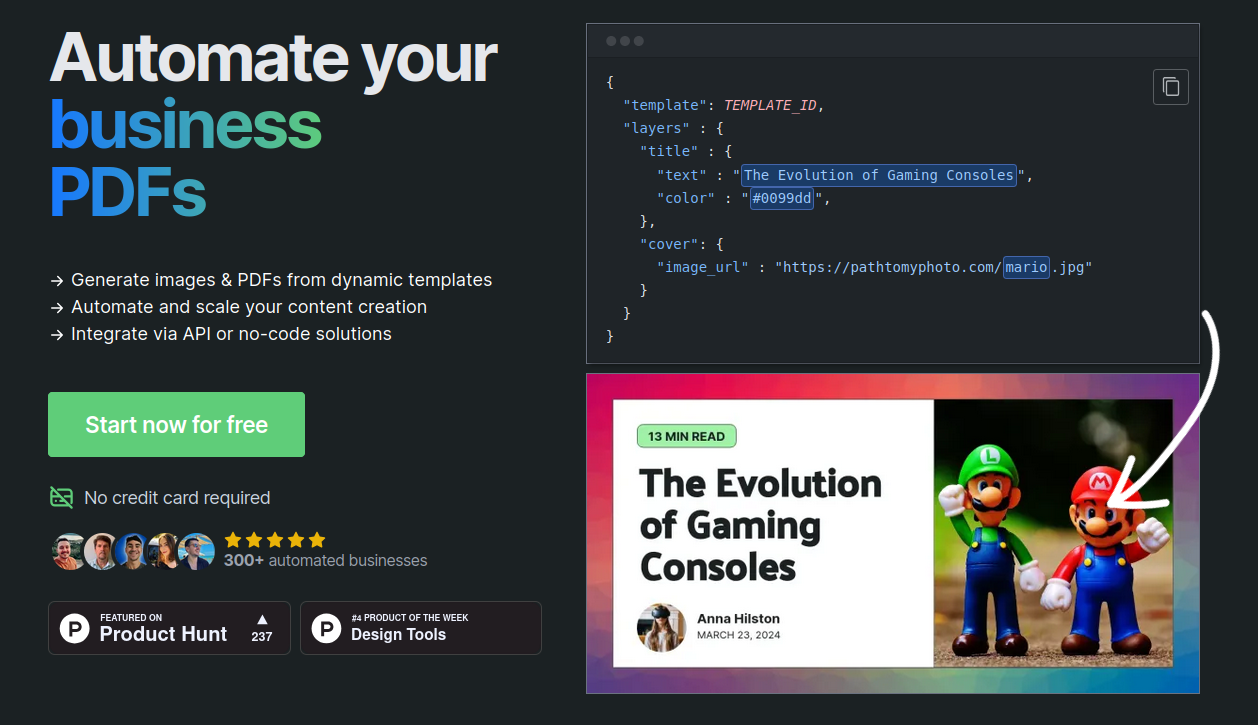 Automate your
business
PDFs
→ Generate images & PDFs from dynamic templates
→ Automate and scale your content creation
→ Integrate via API or no-code solutions
Start now for free
No credit card required
300+ automated businesses
FEATURED ON
Product Hunt
▲
237
#4 PRODUCT OF THE WEEK
Design Tools
{
"template": TEMPLATE_ID,
"layers" : {
"title" : {
"text" : "The Evolution of Gaming Consoles",
"color" : "#0099dd",
},
"cover": {
"image_url" : "https://pathtomyphoto.com/mario.jpg"
}
}
}
13 MIN READ
The Evolution
of Gaming
Consoles
Anna Hilston
MARCH 23, 2024
L
M